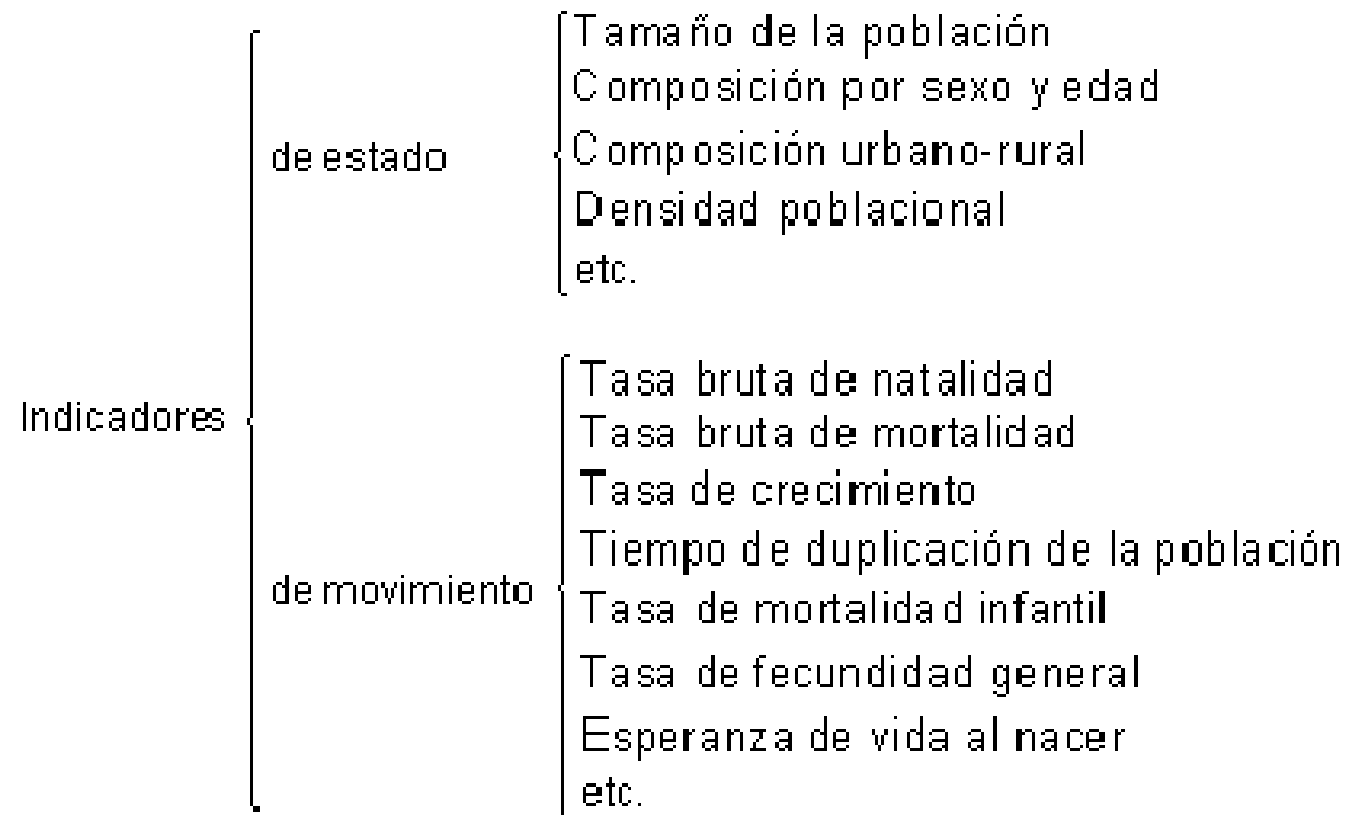 Indicadores
de estado
Tamaño de la población
Composición por sexo y edad
Composición urbano-rural
Densidad poblacional
etc.
de movimiento
Tasa bruta de natalidad
Tasa bruta de mortalidad
Tasa de crecimiento
Tiempo de duplicación de la población
Tasa de mortalidad infantil
Tasa de fecundidad general
Esperanza de vida al nacer
etc.